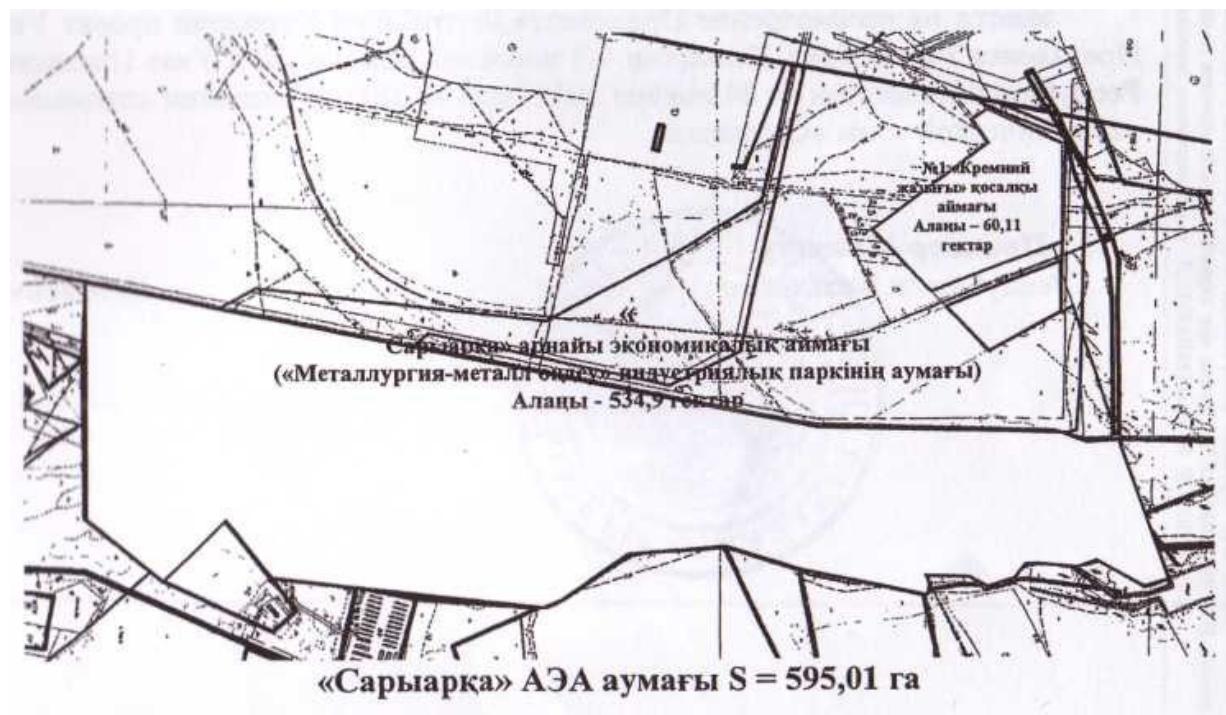 №1 «Кремний
жазығы» қосалқы
аймағы
Алаңы – 60,11
гектар
Сарыарқа» арнайы экономикалық аймағы
(«Металлургия-металл өңдеу» индустриялық паркінің аумағы)
Алаңы - 534,9 гектар
«Сарыарқа» АЭА аумағы S = 595,01 га